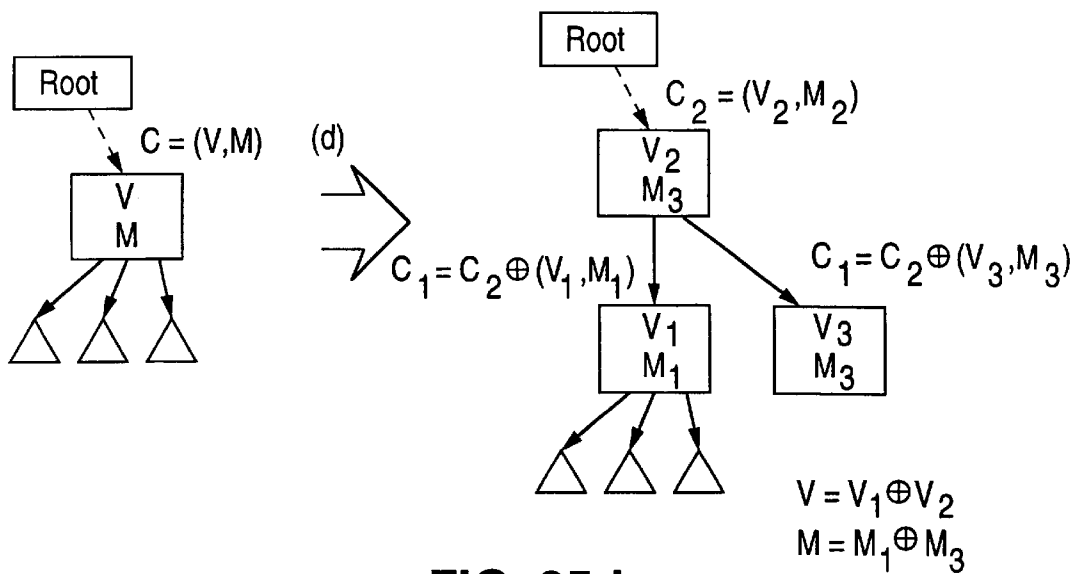 Root
C = (V,M)
V
M
(d)
Root
C₂ = (V₂,M₂)
V₂
M₃
C₁ = C₂ ⊕ (V₁,M₁)
C₁ = C₂ ⊕ (V₃,M₃)
V₁
M₁
V₃
M₃
V = V₁ ⊕ V₂
M = M₁ ⊕ M₃